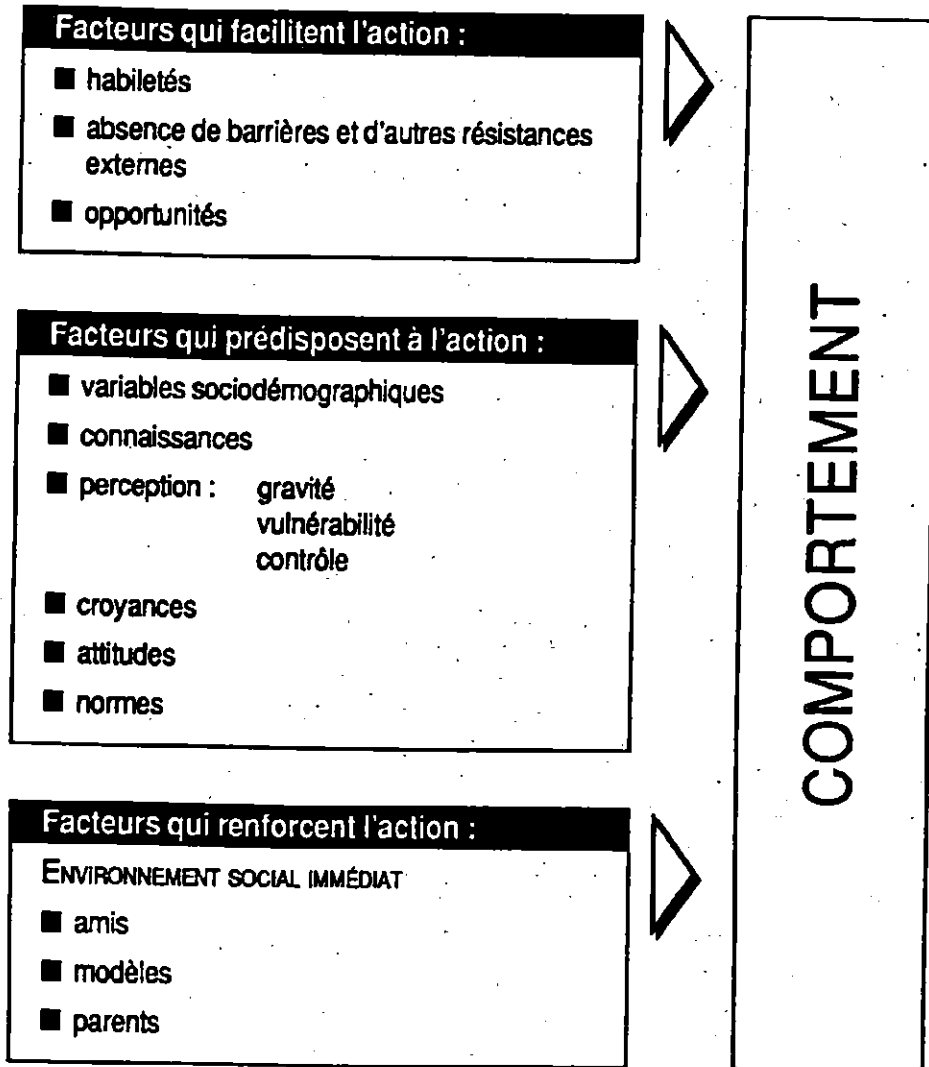 Facteurs qui facilitent l'action :
■ habiletés
■ absence de barrières et d'autres résistances
externes
■ opportunités
Facteurs qui prédisposent à l'action :
■ variables sociodémographiques
■ connaissances
■ perception : gravité
vulnérabilité
contrôle
■ croyances
■ attitudes
■ normes
Facteurs qui renforcent l'action :
ENVIRONNEMENT SOCIAL IMMÉDIAT
■ amis
■ modèles
■ parents
COMPORTEMENT